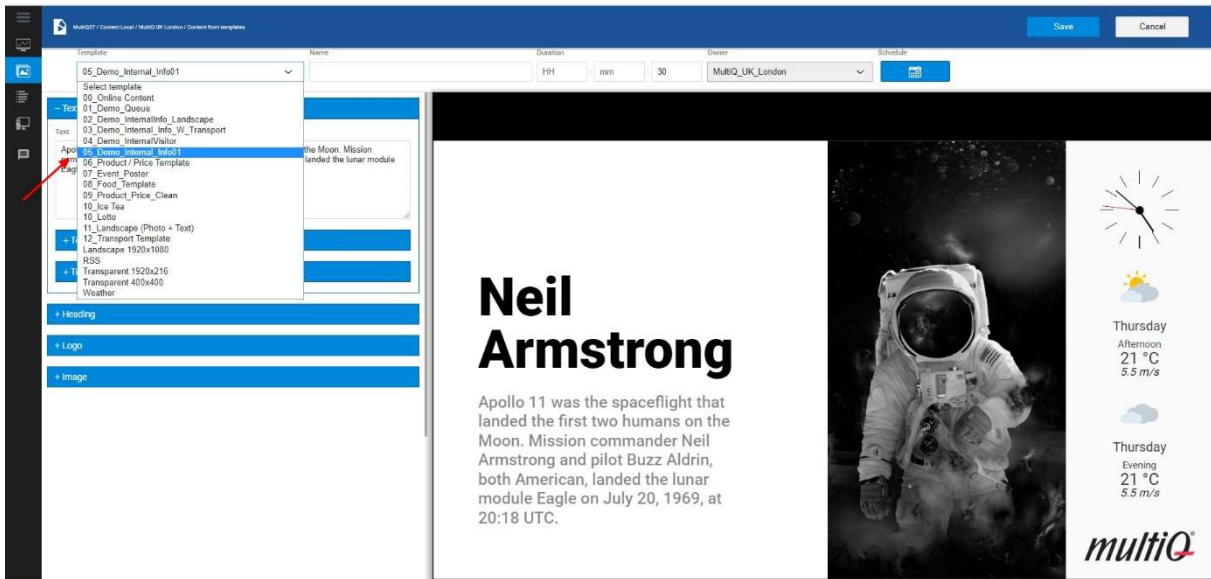 MultiQ27 / Content Local / MultiQ UK London / Content from templates
Save
Cancel
Template
Name
Duration
Owner
Schedule
05_Demo_Internal_Info01
HH : mm : 30
MultiQ_UK_London
Select template
00_Online Content
01_Demo_Queue
02_Demo_InternalInfo_Landscape
03_Demo_Internal_Info_W_Transport
04_Demo_InternalVisitor
05_Demo_Internal_Info01
06_Product / Price Template
07_Event_Poster
08_Food_Template
09_Product_Price_Clean
10_Ice Tea
10_Lotto
11_Landscape (Photo + Text)
12_Transport Template
Landscape 1920x1080
RSS
Transparent 1920x216
Transparent 400x400
Weather
– Tex
Text
Apo
the Moon. Mission
landed the lunar module
Eagl
+ T
+ T
+ Heading
+ Logo
+ Image
Neil
Armstrong
Apollo 11 was the spaceflight that
landed the first two humans on the
Moon. Mission commander Neil
Armstrong and pilot Buzz Aldrin,
both American, landed the lunar
module Eagle on July 20, 1969, at
20:18 UTC.
Thursday
Afternoon
21 °C
5.5 m/s
Thursday
Evening
21 °C
5.5 m/s
multiQ